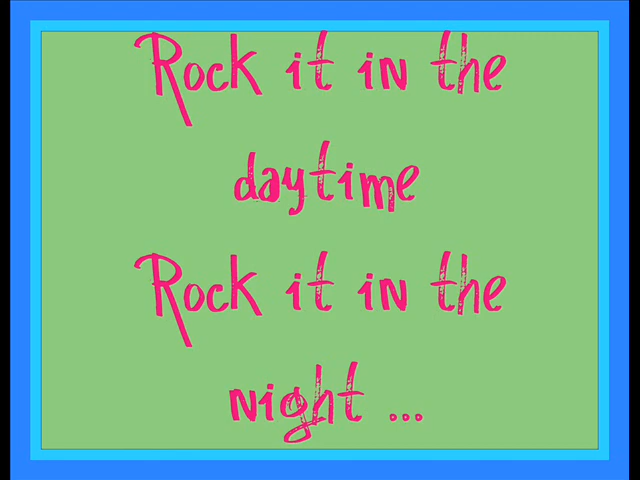 Rock it in the
daytime
Rock it in the
night ...